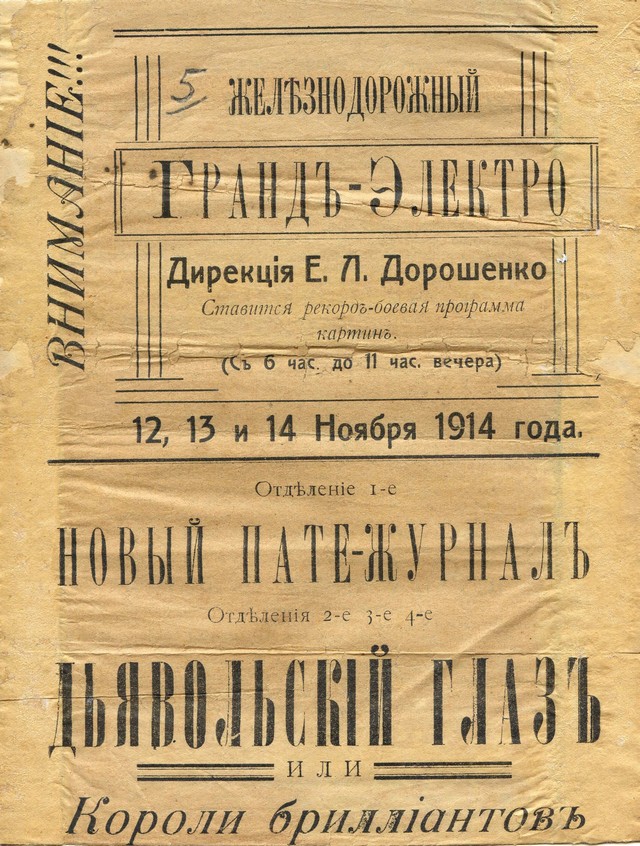 ВНИМАНІЕ!!!
5
ЖЕЛѢЗНОДОРОЖНЫЙ
ГРАНДЪ-ЭЛЕКТРО
Дирекція Е. Л. Дорошенко
Ставится рекордъ-боевая программа
картинъ.
(Съ 6 час. до 11 час. вечера)
12, 13 и 14 Ноября 1914 года.
Отдѣленіе 1-е
НОВЫЙ ПАТЕ-ЖУРНАЛЪ
Отдѣленія 2-е 3-е 4-е
ДЬЯВОЛЬСКІЙ ГЛАЗЪ
ИЛИ
Короли брилліантовъ